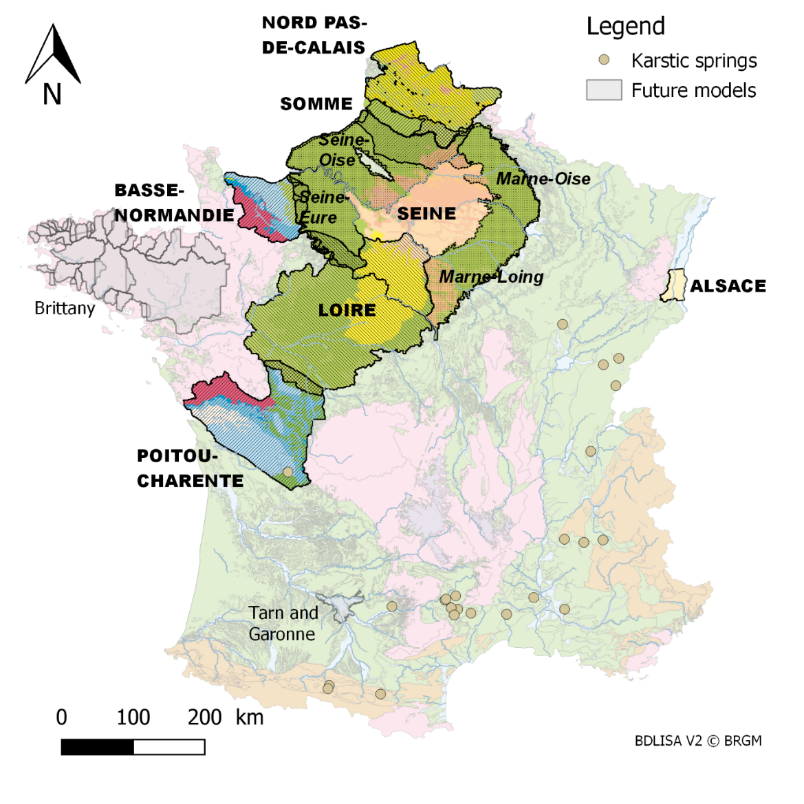 NORD PAS-
DE-CALAIS
Legend
Karstic springs
Future models
N
SOMME
Seine-
Oise
Marne-Oise
BASSE-
NORMANDIE
Seine-
Eure
SEINE
Marne-Loing
ALSACE
Brittany
LOIRE
POITOU-
CHARENTE
Tarn and
Garonne
0 100 200 km
BDLISA V2 © BRGM